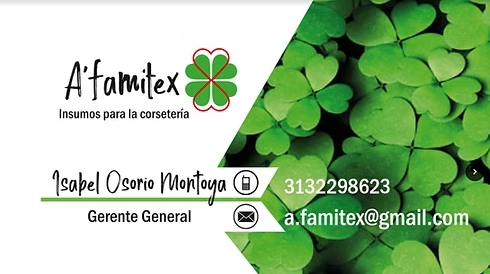 A'famitex
Insumos para la corsetería
Isabel Osorio Montoya
3132298623
Gerente General
a.famitex@gmail.com